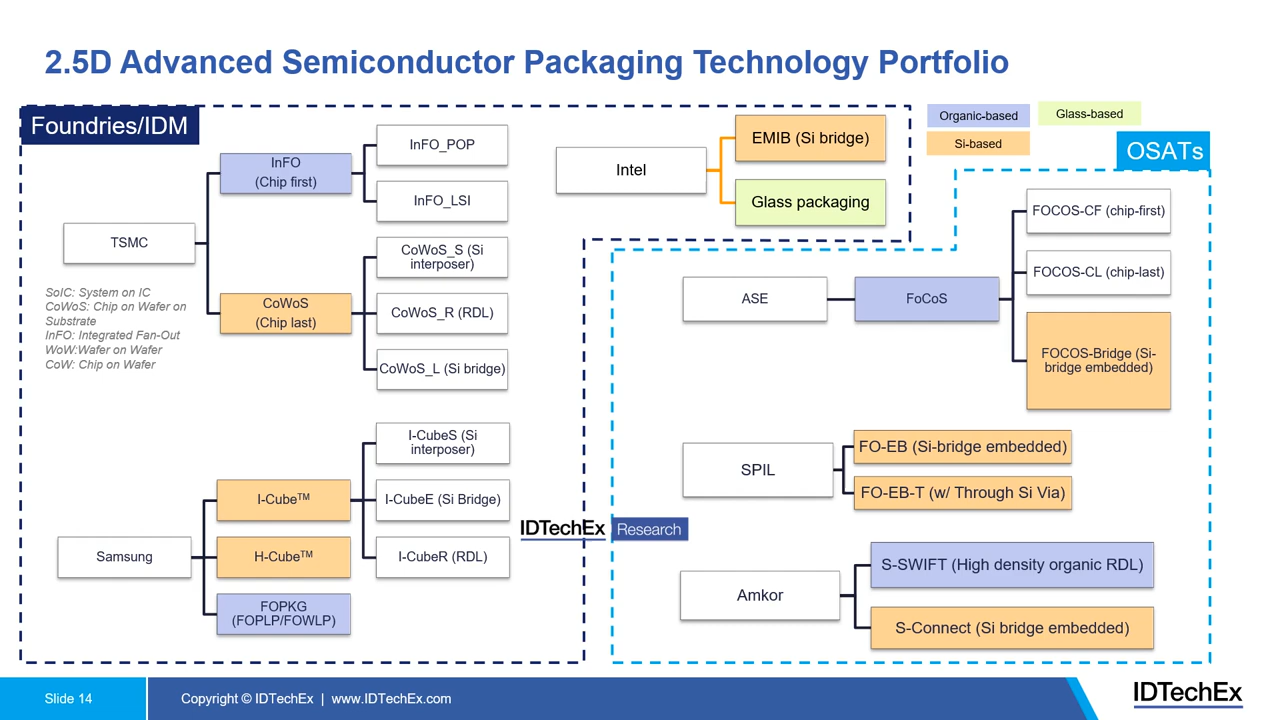 2.5D Advanced Semiconductor Packaging Technology Portfolio
Foundries/IDM
Organic-based
Glass-based
Si-based
OSATs
TSMC
InFO
(Chip first)
InFO_POP
InFO_LSI
CoWoS
(Chip last)
CoWoS_S (Si
interposer)
CoWoS_R (RDL)
CoWoS_L (Si bridge)
SoIC: System on IC
CoWoS: Chip on Wafer on
Substrate
InFO: Integrated Fan-Out
WoW:Wafer on Wafer
CoW: Chip on Wafer
Samsung
I-Cube™
H-Cube™
FOPKG
(FOPLP/FOWLP)
I-CubeS (Si
interposer)
I-CubeE (Si Bridge)
I-CubeR (RDL)
Intel
EMIB (Si bridge)
Glass packaging
ASE
FoCoS
FOCOS-CF (chip-first)
FOCOS-CL (chip-last)
FOCOS-Bridge (Si-
bridge embedded)
SPIL
FO-EB (Si-bridge embedded)
FO-EB-T (w/ Through Si Via)
IDTechEx Research
Amkor
S-SWIFT (High density organic RDL)
S-Connect (Si bridge embedded)
Slide 14
Copyright © IDTechEx | www.IDTechEx.com
IDTechEx